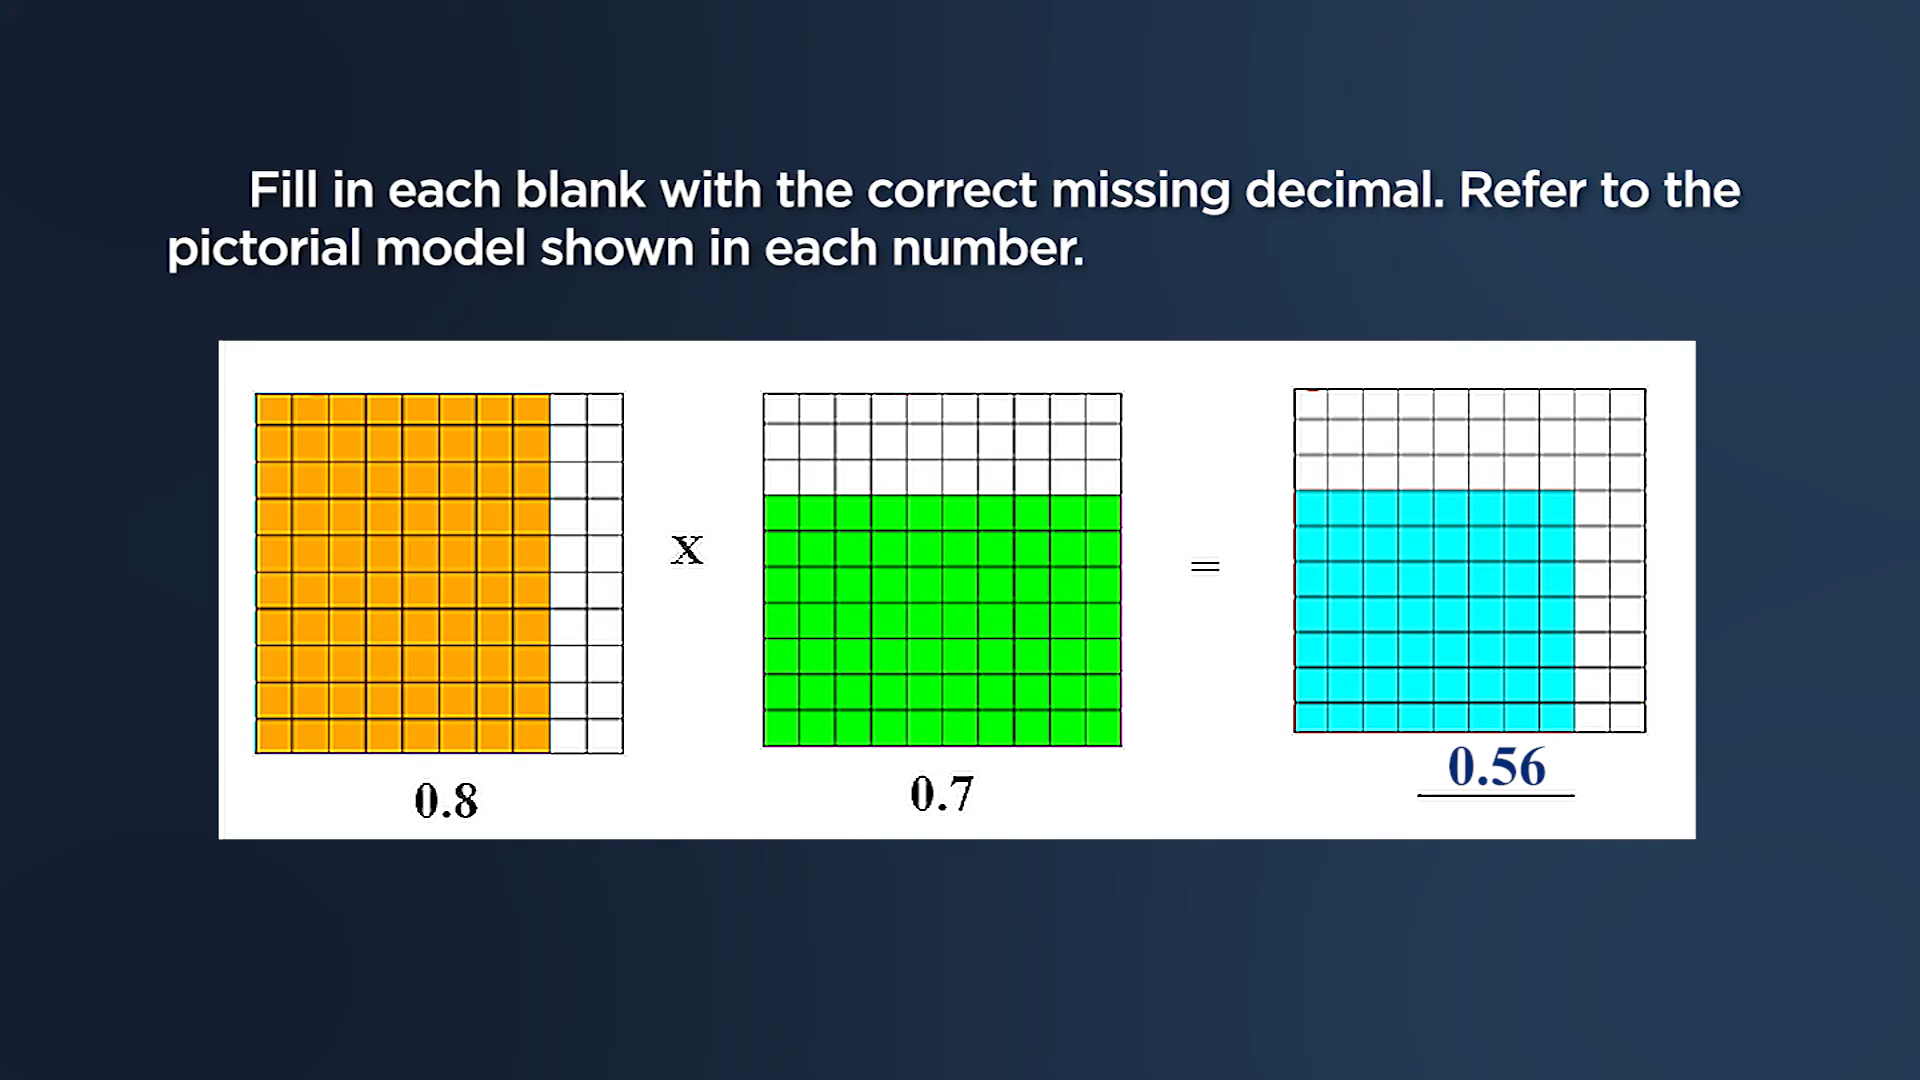 Fill in each blank with the correct missing decimal. Refer to the
pictorial model shown in each number.
x
=
0.8
0.7
0.56